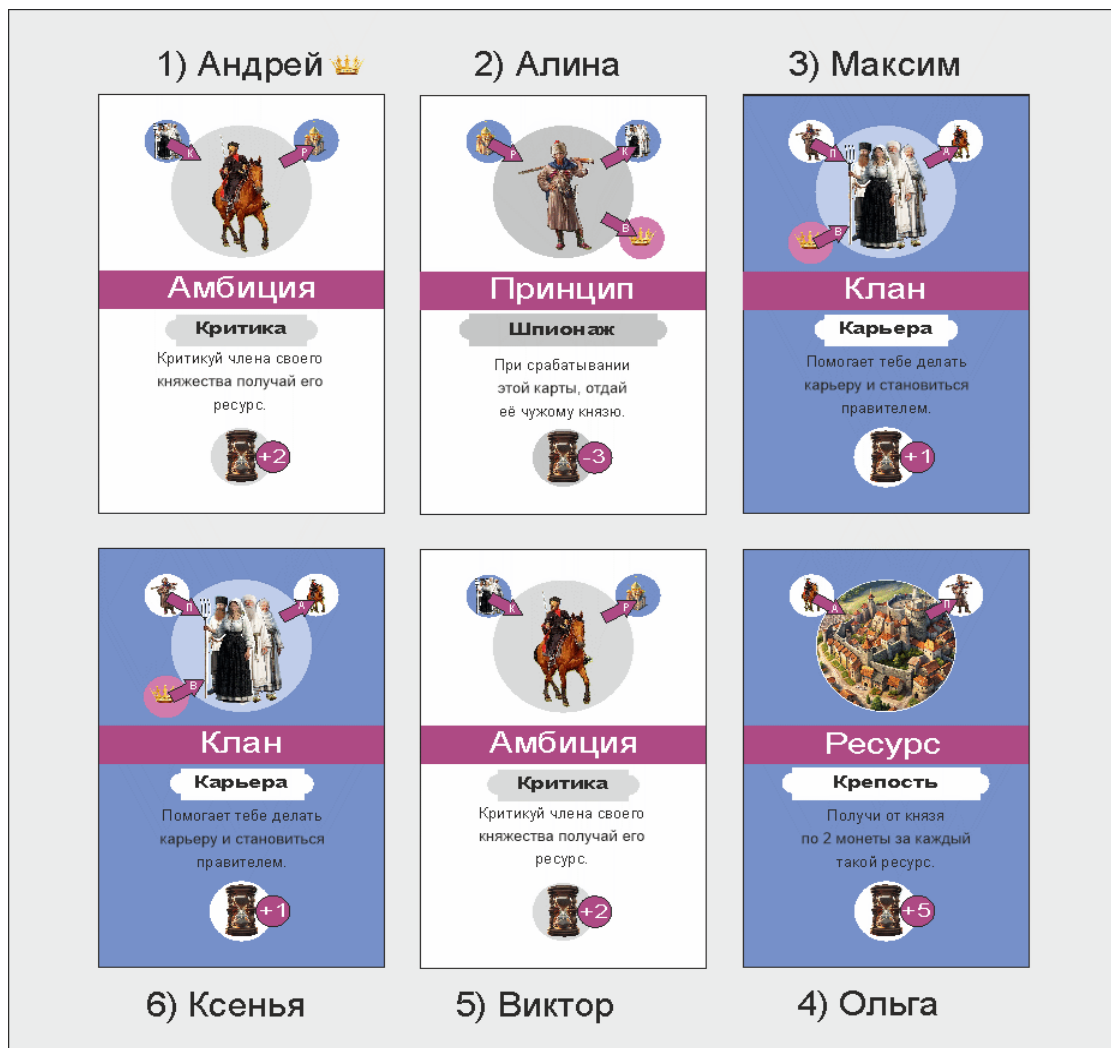 1) Андрей
2) Алина
3) Максим
К
Р
Амбиция
Критика
Критикуй члена своего
княжества получай его
ресурс.
+2
Р
К
В
Принцип
Шпионаж
При срабатывании
этой карты, отдай
её чужому князю.
-3
П
А
В
Клан
Карьера
Помогает тебе делать
карьеру и становиться
правителем.
+1
П
А
В
Клан
Карьера
Помогает тебе делать
карьеру и становиться
правителем.
+1
К
Р
Амбиция
Критика
Критикуй члена своего
княжества получай его
ресурс.
+2
А
П
Ресурс
Крепость
Получи от князя
по 2 монеты за каждый
такой ресурс.
+5
6) Ксенья
5) Виктор
4) Ольга